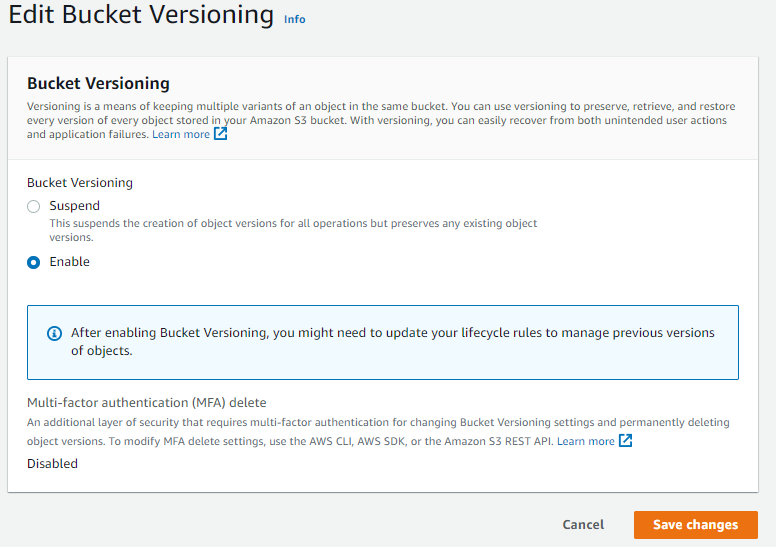 Edit Bucket Versioning Info
Bucket Versioning
Versioning is a means of keeping multiple variants of an object in the same bucket. You can use versioning to preserve, retrieve, and restore
every version of every object stored in your Amazon S3 bucket. With versioning, you can easily recover from both unintended user actions
and application failures. Learn more
Bucket Versioning
Suspend
This suspends the creation of object versions for all operations but preserves any existing object
versions.
Enable
After enabling Bucket Versioning, you might need to update your lifecycle rules to manage previous versions
of objects.
Multi-factor authentication (MFA) delete
An additional layer of security that requires multi-factor authentication for changing Bucket Versioning settings and permanently deleting
object versions. To modify MFA delete settings, use the AWS CLI, AWS SDK, or the Amazon S3 REST API. Learn more
Disabled
Cancel Save changes